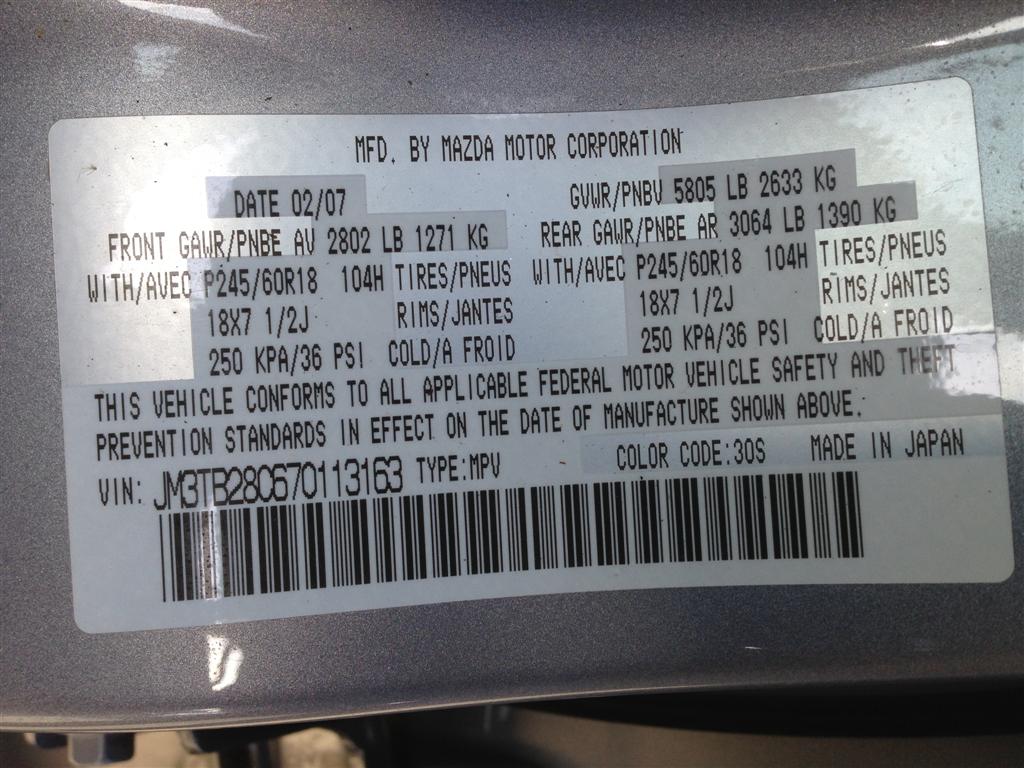 MFD. BY MAZDA MOTOR CORPORATION
DATE 02/07 GVWR/PNBV 5805 LB 2633 KG
FRONT GAWR/PNBE AV 2802 LB 1271 KG REAR GAWR/PNBE AR 3064 LB 1390 KG
WITH/AVEC P245/60R18 104H TIRES/PNEUS WITH/AVEC P245/60R18 104H TIRES/PNEUS
18X7 1/2J RIMS/JANTES 18X7 1/2J RIMS/JANTES
250 KPA/36 PSI COLD/A FROID 250 KPA/36 PSI COLD/A FROID
THIS VEHICLE CONFORMS TO ALL APPLICABLE FEDERAL MOTOR VEHICLE SAFETY AND THEFT
PREVENTION STANDARDS IN EFFECT ON THE DATE OF MANUFACTURE SHOWN ABOVE.
VIN: JM3TB28C670113163 TYPE:MPV COLOR CODE:30S MADE IN JAPAN